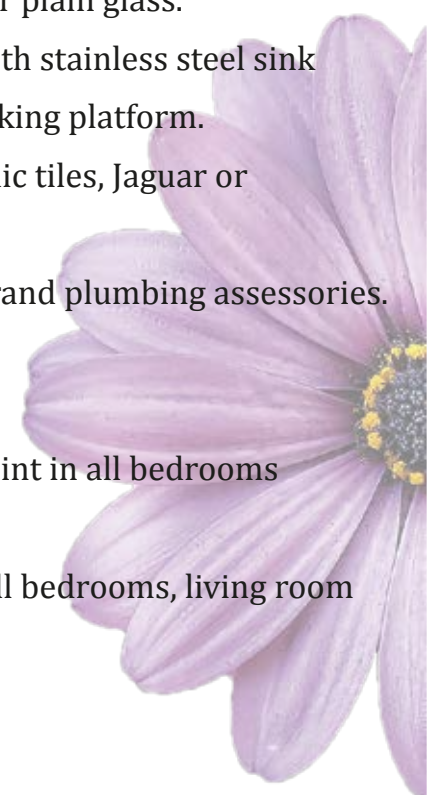 plain glass.
th stainless steel sink
king platform.
ic tiles, Jaguar or
rand plumbing assessories.
int in all bedrooms
ll bedrooms, living room